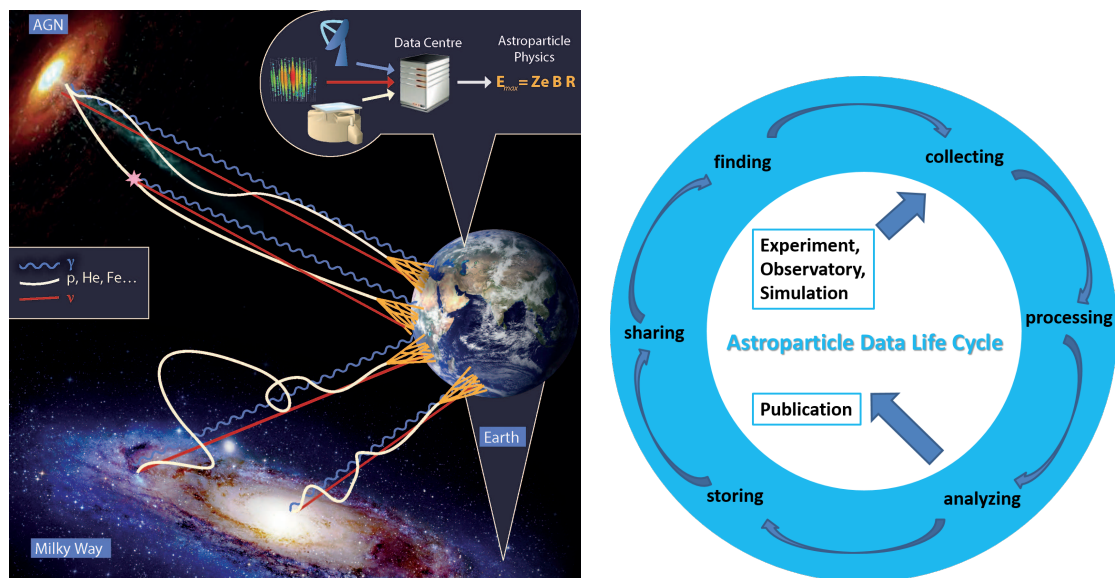 AGN
Data Centre
Astroparticle
Physics
E_max = Ze B R
γ
p, He, Fe...
ν
Earth
Milky Way
finding
collecting
Experiment,
Observatory,
Simulation
sharing
processing
Astroparticle Data Life Cycle
Publication
storing
analyzing